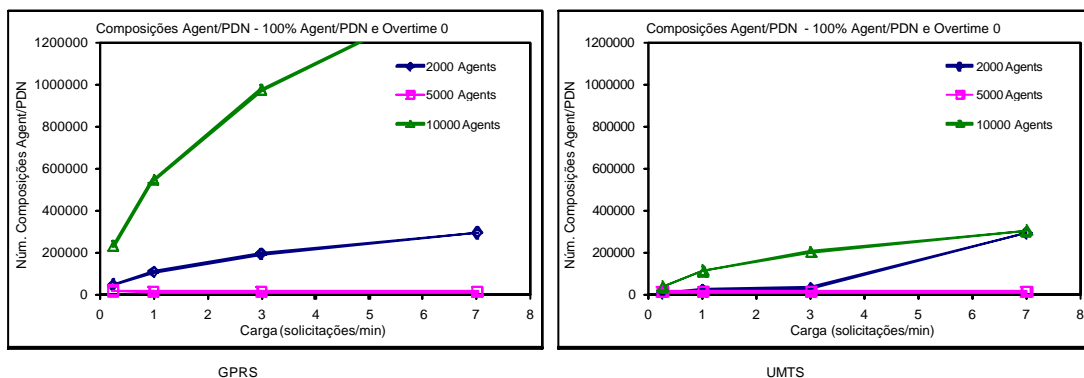 Composições Agent/PDN - 100% Agent/PDN e Overtime 0
Núm. Composições Agent/PDN
1200000
1000000
800000
600000
400000
200000
0
2000 Agents
5000 Agents
10000 Agents
0 1 2 3 4 5 6 7 8
Carga (solicitações/min)
GPRS
Composições Agent/PDN - 100% Agent/PDN e Overtime 0
Núm. Composições Agent/PDN
1200000
1000000
800000
600000
400000
200000
0
2000 Agents
5000 Agents
10000 Agents
0 1 2 3 4 5 6 7 8
Carga (solicitações/min)
UMTS